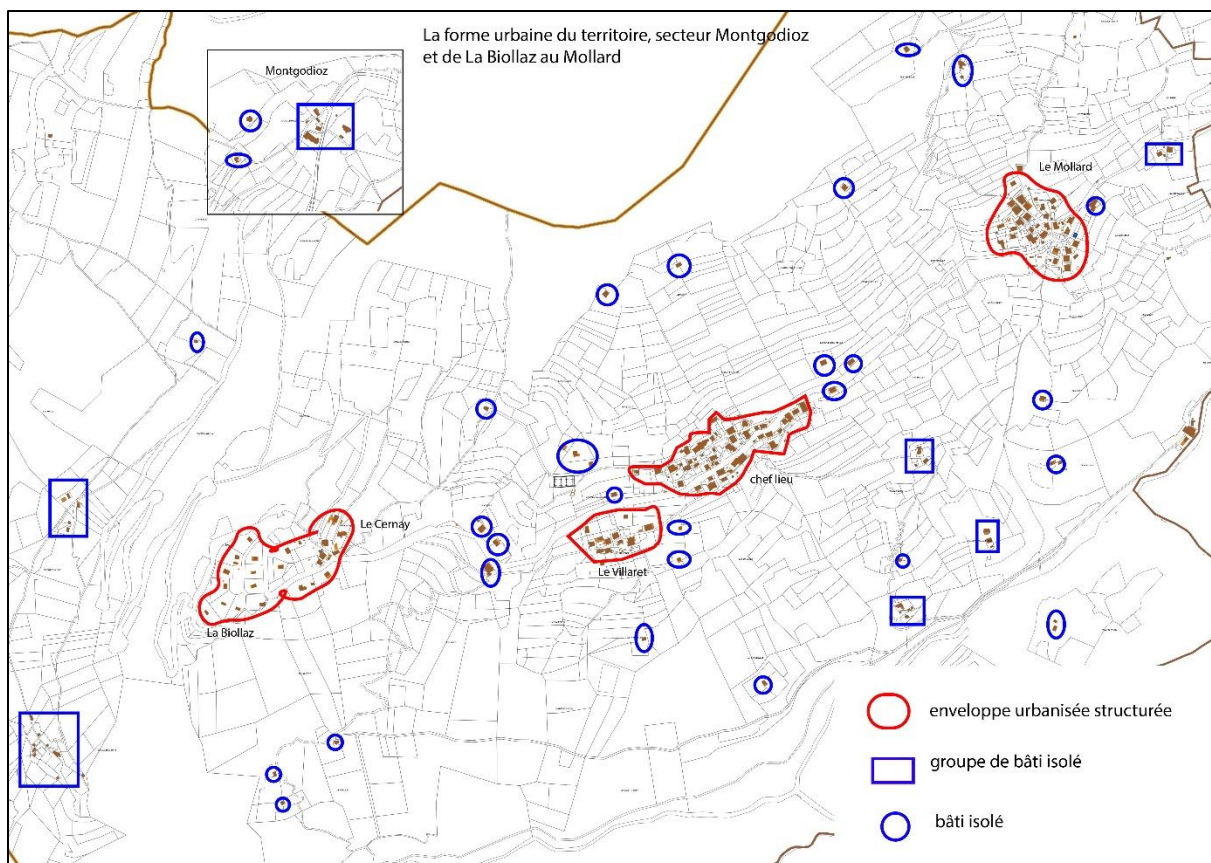 La forme urbaine du territoire, secteur Montgodioz
et de La Biollaz au Mollard
Montgodioz
Le Mollard
chef lieu
Le Cernay
Le Villaret
La Biollaz
enveloppe urbanisée structurée
groupe de bâti isolé
bâti isolé